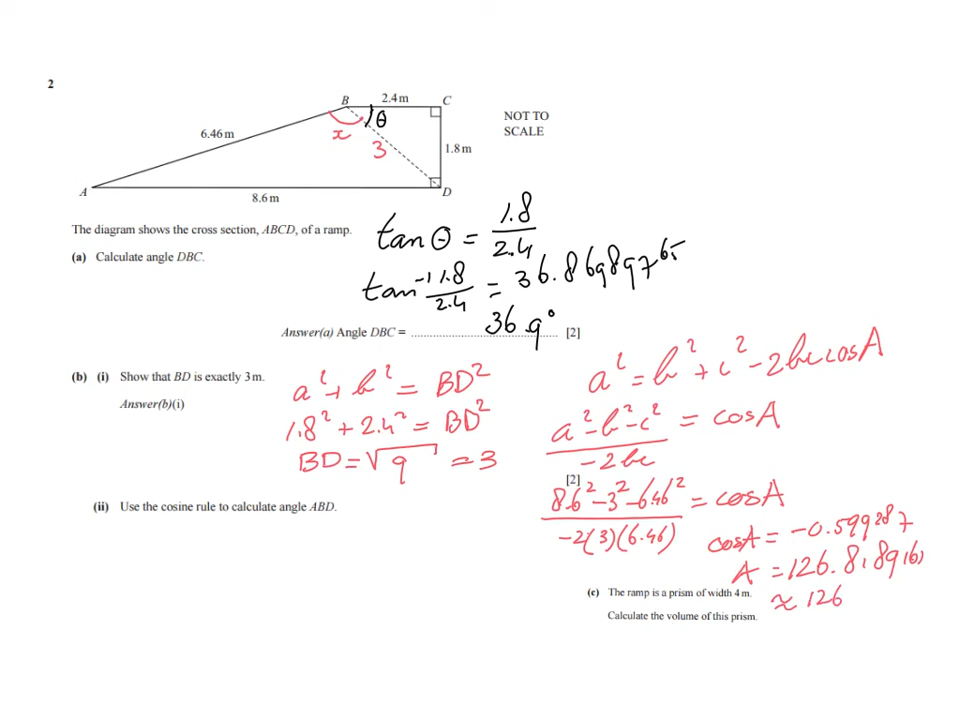 2
B 2.4 m C
θ
x
3
6.46 m
1.8 m
NOT TO
SCALE
A
D
8.6 m
The diagram shows the cross section, ABCD, of a ramp.
tan θ = 1.8/2.4
(a) Calculate angle DBC.
tan⁻¹ 1.8/2.4 = 36.86989765
Answer(a) Angle DBC = 36.9° [2]
(b) (i) Show that BD is exactly 3 m.
Answer(b)(i)
a² + b² = BD²
1.8² + 2.4² = BD²
BD = √9 = 3
[2]
(ii) Use the cosine rule to calculate angle ABD.
a² = b² + c² - 2bc cos A
a² - b² - c² / -2bc = cos A
8.6² - 3² - 6.46² / -2(3)(6.46) = cos A
cos A = -0.599287
A = 126.8189161
≈ 126
(c) The ramp is a prism of width 4 m.
Calculate the volume of this prism.